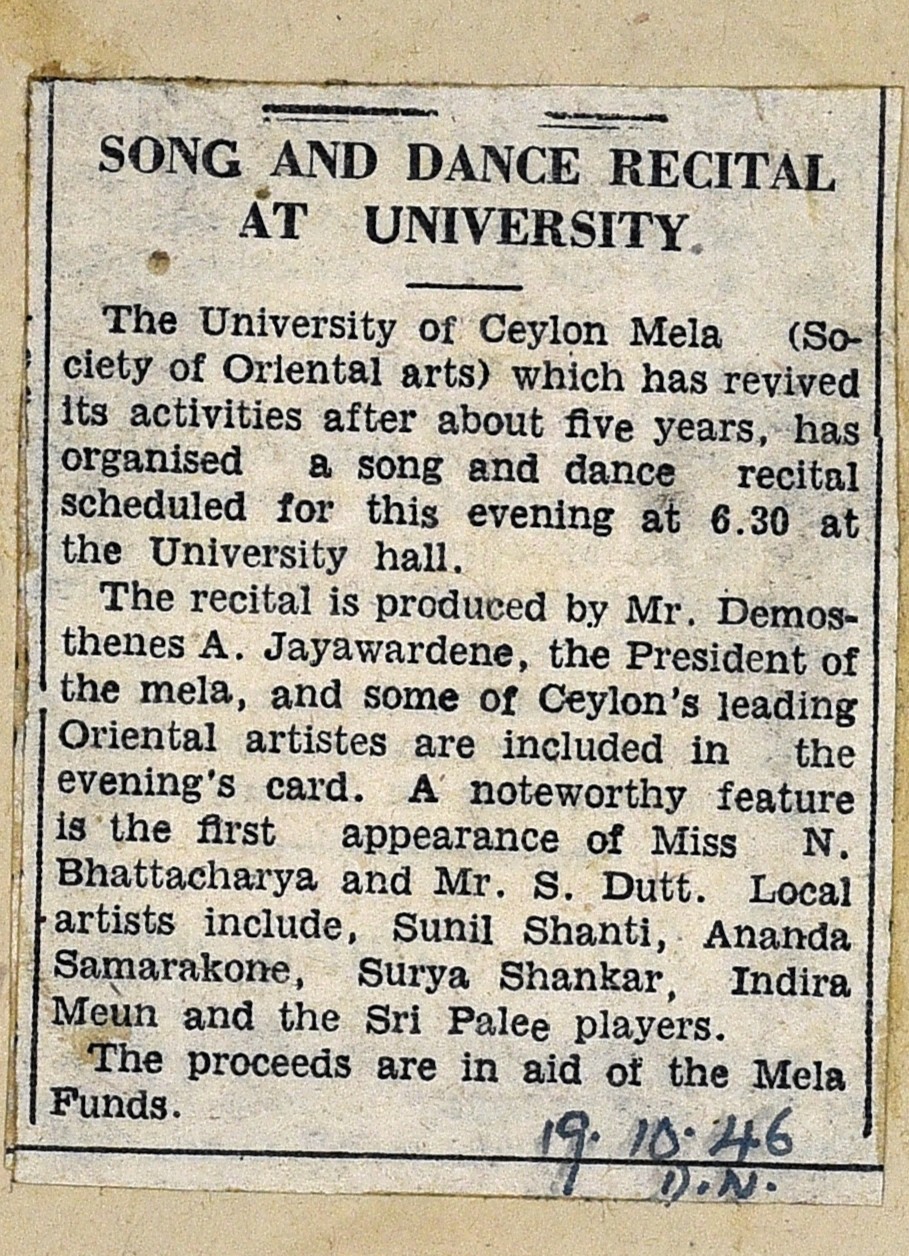 SONG AND DANCE RECITAL
AT UNIVERSITY.
The University of Ceylon Mela (So-
ciety of Oriental arts) which has revived
its activities after about five years, has
organised a song and dance recital
scheduled for this evening at 6.30 at
the University hall.
The recital is produced by Mr. Demos-
thenes A. Jayawardene, the President of
the mela, and some of Ceylon's leading
Oriental artistes are included in the
evening's card. A noteworthy feature
is the first appearance of Miss N.
Bhattacharya and Mr. S. Dutt. Local
artists include, Sunil Shanti, Ananda
Samarakone, Surya Shankar, Indira
Meun and the Sri Palee players.
The proceeds are in aid of the Mela
Funds.
19. 10. 46
D.N.